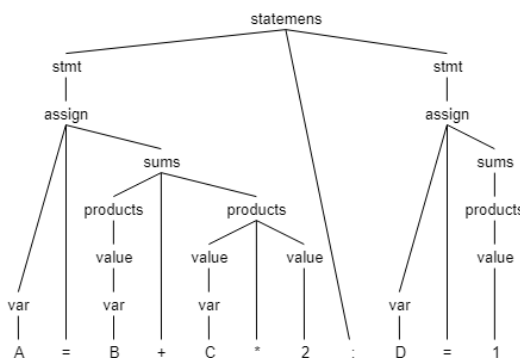 statemens
stmt stmt
assign assign
sums sums
products products products
value value value value
var var var
A = B + C * 2 : D = 1